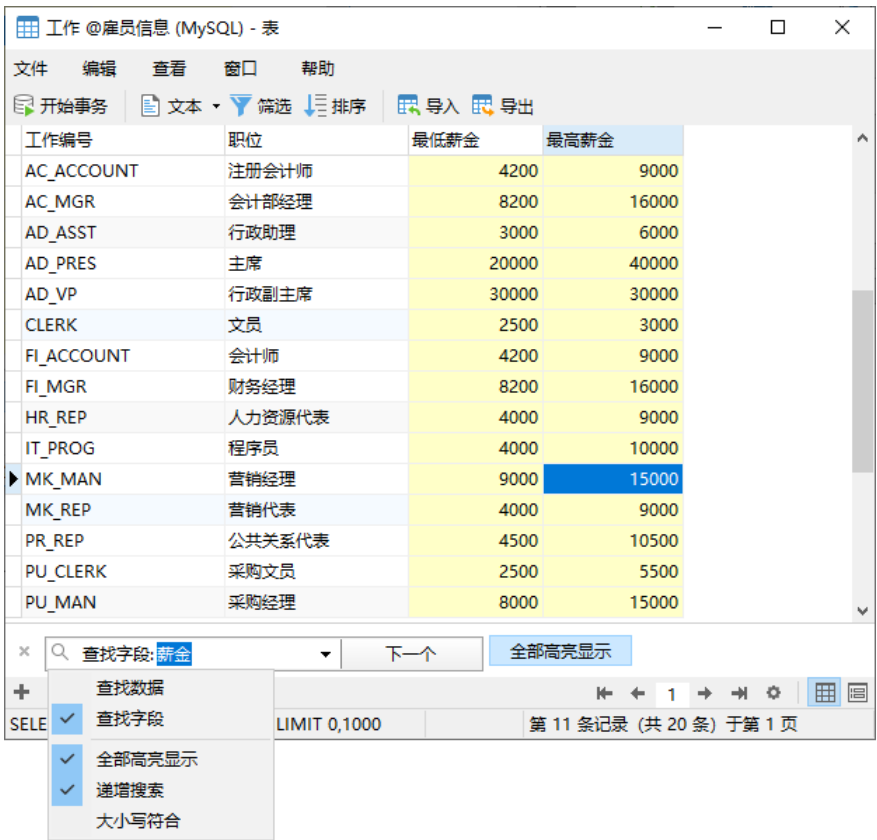 工作 @雇员信息 (MySQL) - 表
文件 编辑 查看 窗口 帮助
开始事务 文本 筛选 排序 导入 导出
工作编号 职位 最低薪金 最高薪金
AC_ACCOUNT 注册会计师 4200 9000
AC_MGR 会计部经理 8200 16000
AD_ASST 行政助理 3000 6000
AD_PRES 主席 20000 40000
AD_VP 行政副主席 30000 30000
CLERK 文员 2500 3000
FI_ACCOUNT 会计师 4200 9000
FI_MGR 财务经理 8200 16000
HR_REP 人力资源代表 4000 9000
IT_PROG 程序员 4000 10000
MK_MAN 营销经理 9000 15000
MK_REP 营销代表 4000 9000
PR_REP 公共关系代表 4500 10500
PU_CLERK 采购文员 2500 5500
PU_MAN 采购经理 8000 15000
查找字段:薪金 下一个 全部高亮显示
查找数据 1
查找字段
SELE LIMIT 0,1000 第 11 条记录 (共 20 条) 于第 1 页
全部高亮显示
递增搜索
大小写符合